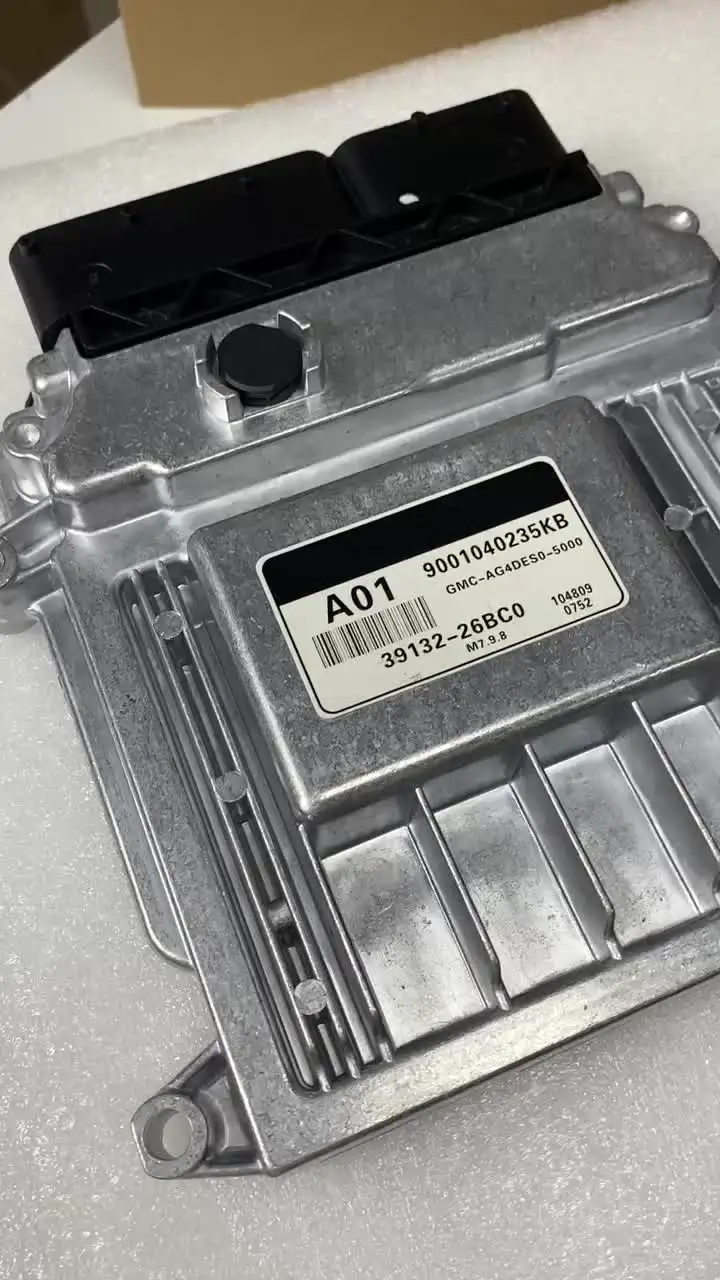 A01 9001040235KB
GMC-AG4DES0-5000
39132-26BC0 104809
M7.9.8 0752